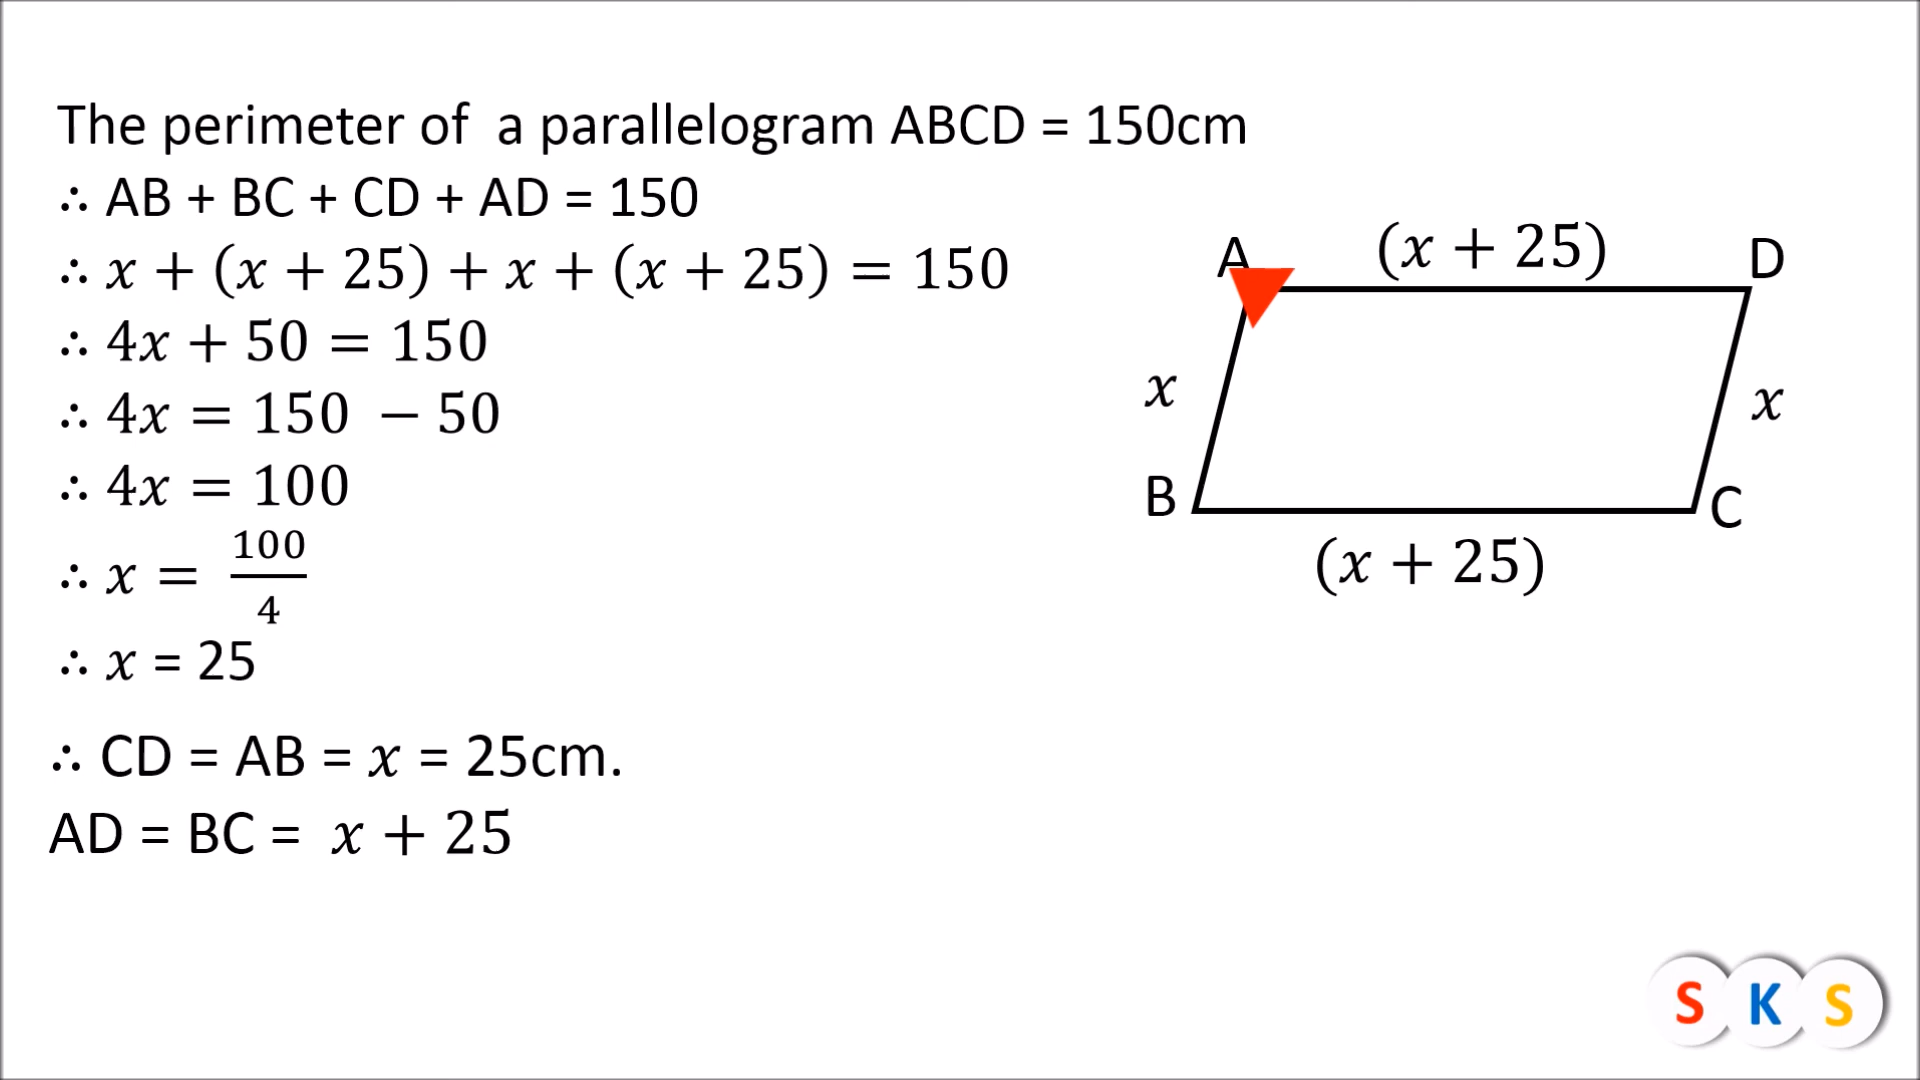 The perimeter of a parallelogram ABCD = 150cm
∴ AB + BC + CD + AD = 150
∴ x + (x + 25) + x + (x + 25) = 150
∴ 4x + 50 = 150
∴ 4x = 150 − 50
∴ 4x = 100
∴ x = 100/4
∴ x = 25
∴ CD = AB = x = 25cm.
AD = BC = x + 25
A (x + 25) D
x x
B C
(x + 25)
S K S